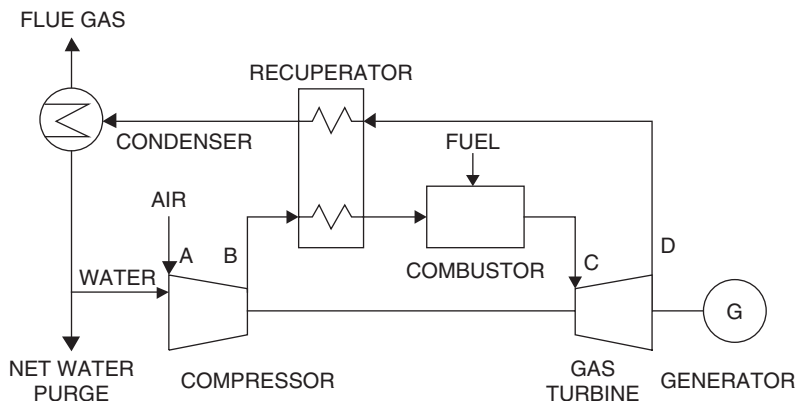 FLUE GAS
RECUPERATOR
CONDENSER
FUEL
AIR
A
B
WATER
COMBUSTOR
C
D
G
NET WATER
PURGE
COMPRESSOR
GAS
TURBINE
GENERATOR